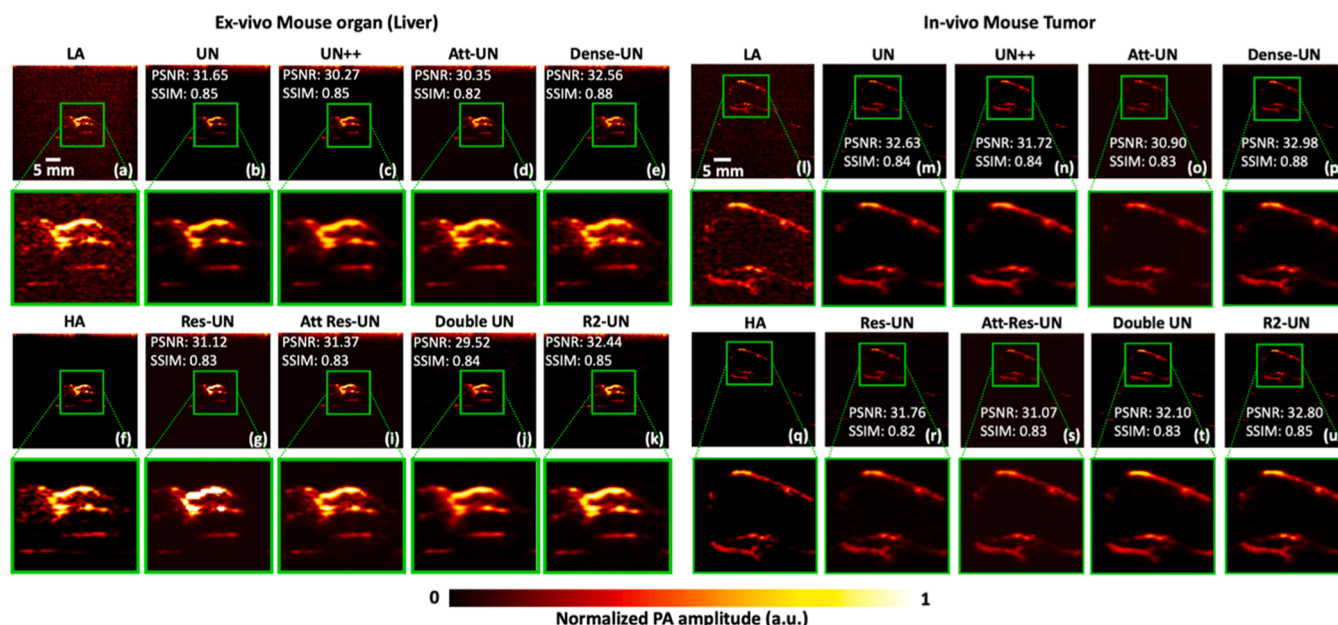 Ex-vivo Mouse organ (Liver)
In-vivo Mouse Tumor
LA UN UN++ Att-UN Dense-UN
PSNR: 31.65 PSNR: 30.27 PSNR: 30.35 PSNR: 32.56
SSIM: 0.85 SSIM: 0.85 SSIM: 0.82 SSIM: 0.88
5 mm (a) (b) (c) (d) (e)
HA Res-UN Att Res-UN Double UN R2-UN
PSNR: 31.12 PSNR: 31.37 PSNR: 29.52 PSNR: 32.44
SSIM: 0.83 SSIM: 0.83 SSIM: 0.84 SSIM: 0.85
(f) (g) (i) (j) (k)
LA UN UN++ Att-UN Dense-UN
PSNR: 32.63 PSNR: 31.72 PSNR: 30.90 PSNR: 32.98
SSIM: 0.84 SSIM: 0.84 SSIM: 0.83 SSIM: 0.88
5 mm (l) (m) (n) (o) (p)
HA Res-UN Att-Res-UN Double UN R2-UN
PSNR: 31.76 PSNR: 31.07 PSNR: 32.10 PSNR: 32.80
SSIM: 0.82 SSIM: 0.83 SSIM: 0.83 SSIM: 0.85
(q) (r) (s) (t) (u)
0 1
Normalized PA amplitude (a.u.)